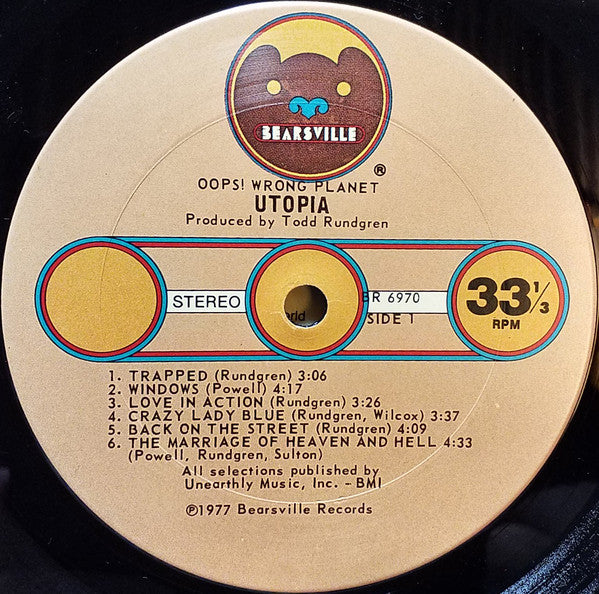 BEARSVILLE
®
OOPS! WRONG PLANET
UTOPIA
Produced by Todd Rundgren
STEREO
BR 6970
SIDE 1
33⅓
RPM
1. TRAPPED (Rundgren) 3:06
2. WINDOWS (Powell) 4:17
3. LOVE IN ACTION (Rundgren) 3:26
4. CRAZY LADY BLUE (Rundgren, Wilcox) 3:37
5. BACK ON THE STREET (Rundgren) 4:09
6. THE MARRIAGE OF HEAVEN AND HELL 4:33
(Powell, Rundgren, Sulton)
All selections published by
Unearthly Music, Inc. - BMI
℗1977 Bearsville Records